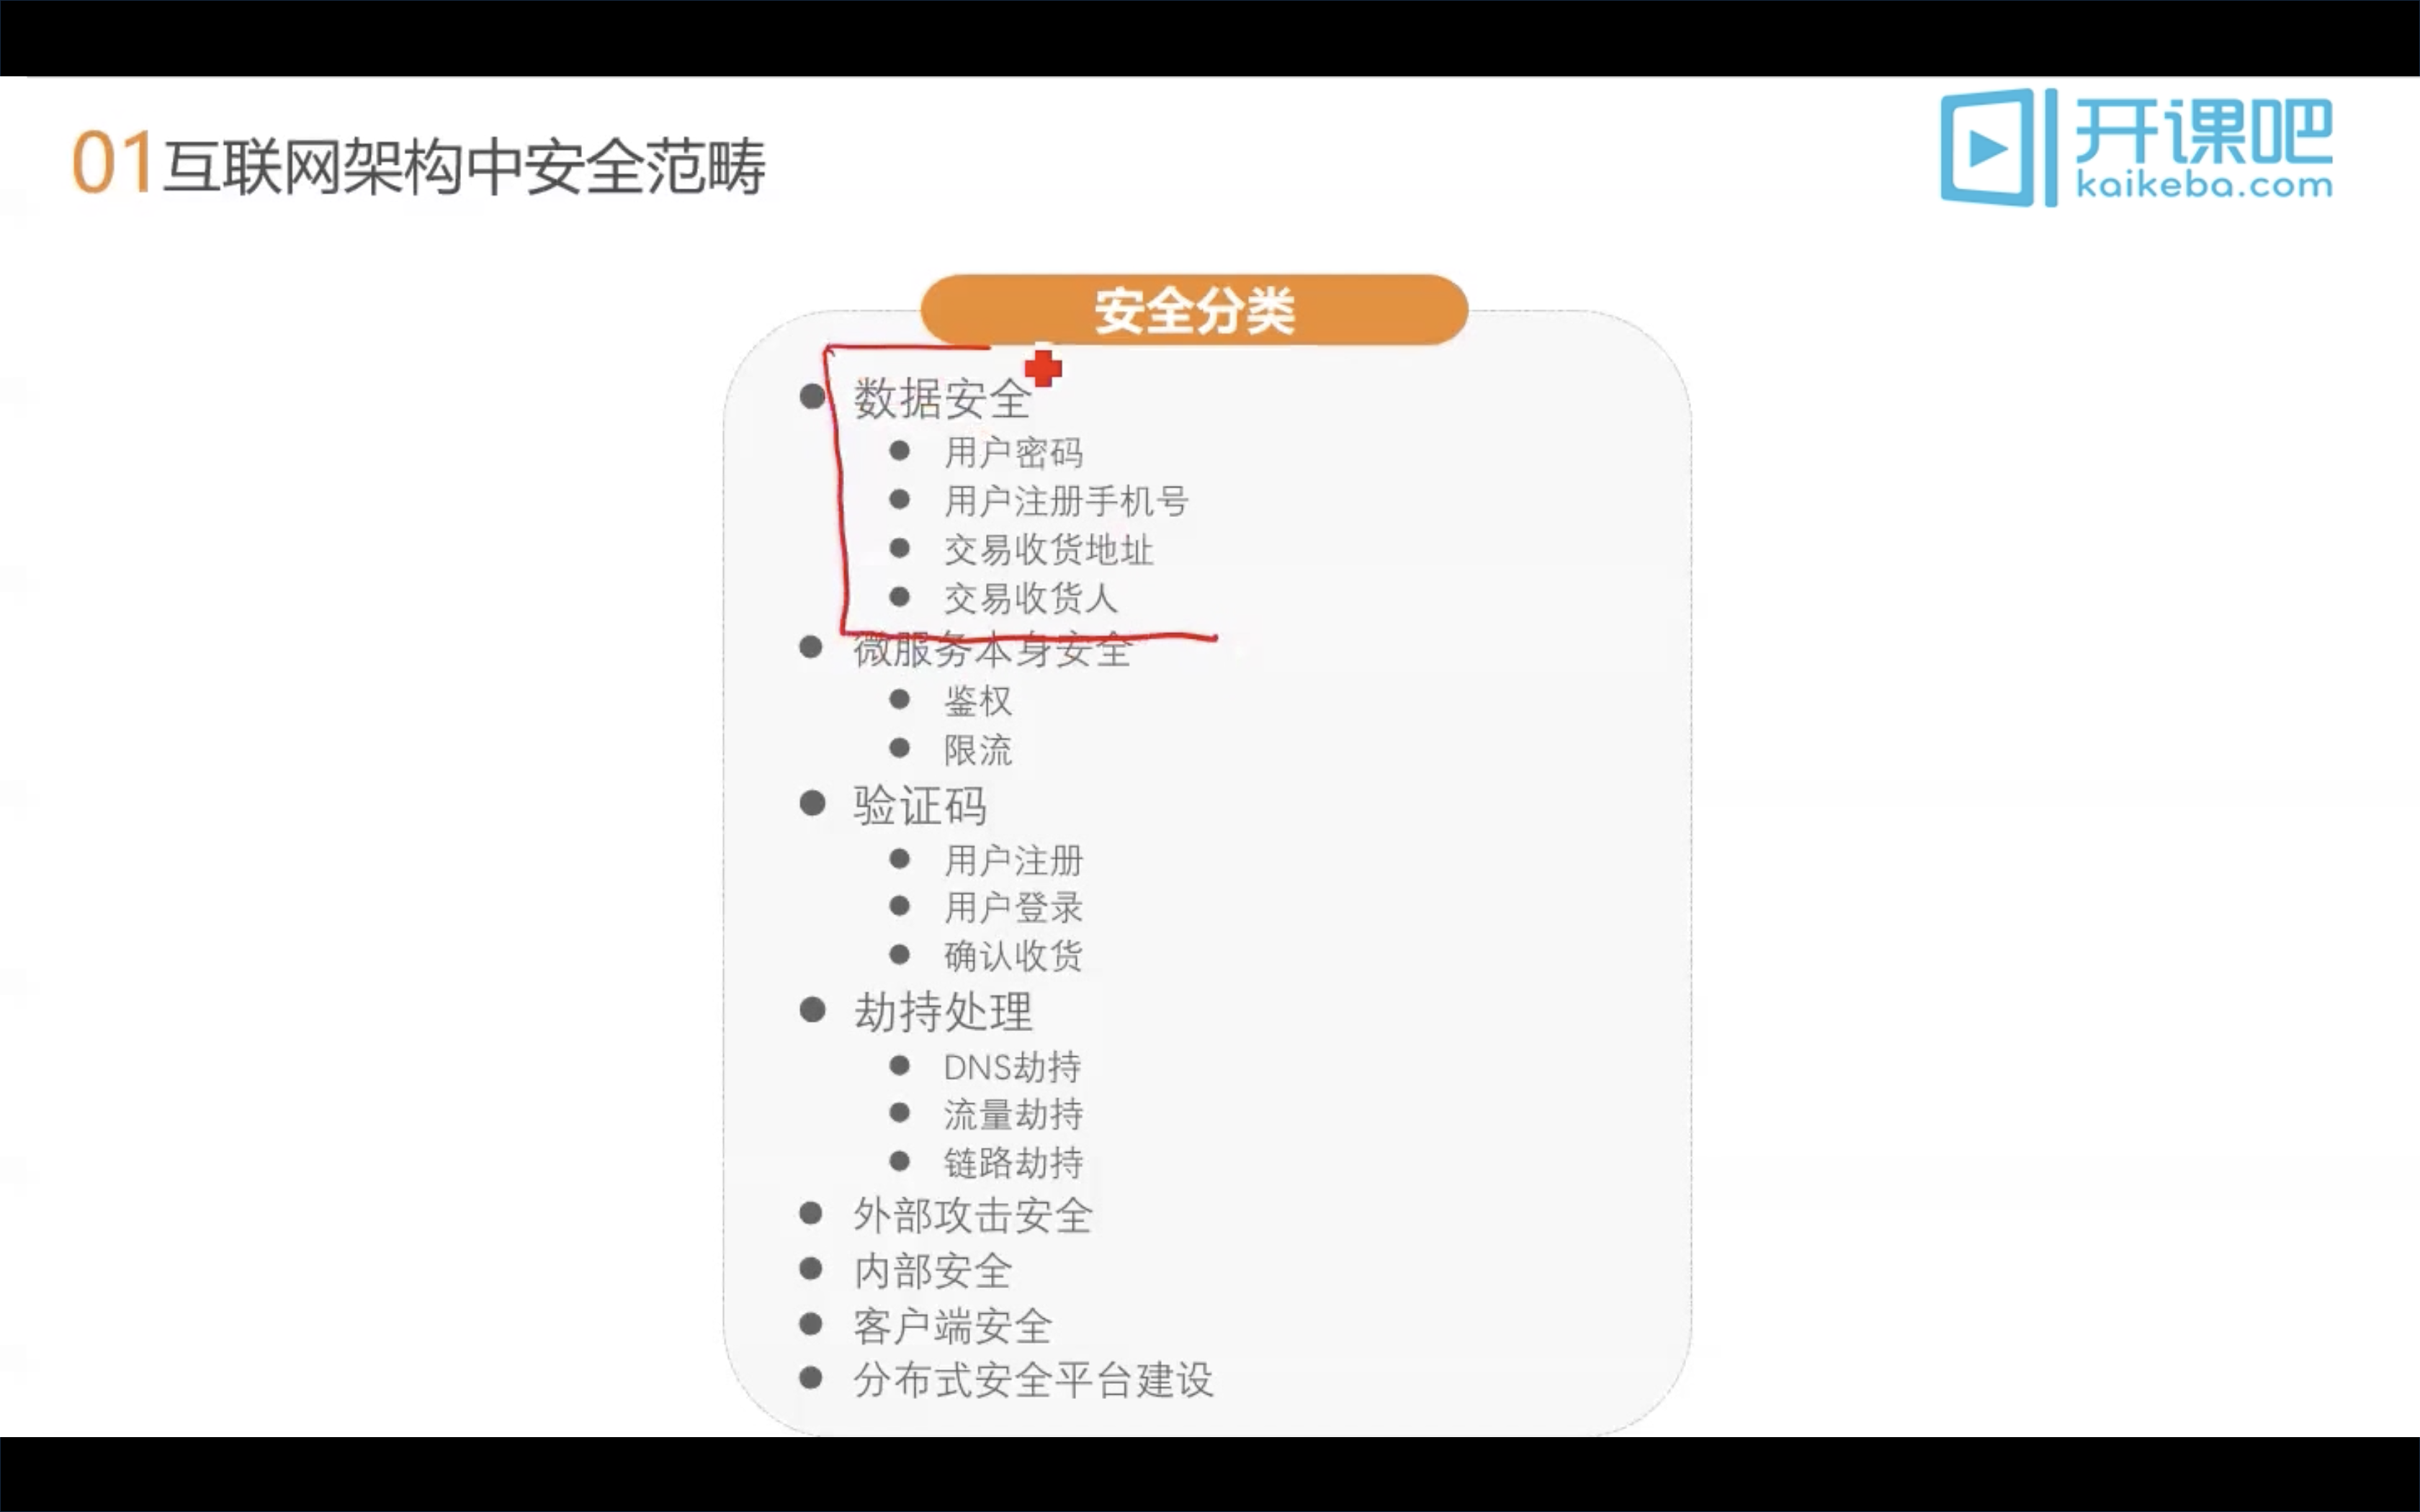 01互联网架构中安全范畴
开课吧
kaikeba.com
安全分类
数据安全
用户密码
用户注册手机号
交易收货地址
交易收货人
微服务本身安全
鉴权
限流
验证码
用户注册
用户登录
确认收货
劫持处理
DNS劫持
流量劫持
链路劫持
外部攻击安全
内部安全
客户端安全
分布式安全平台建设